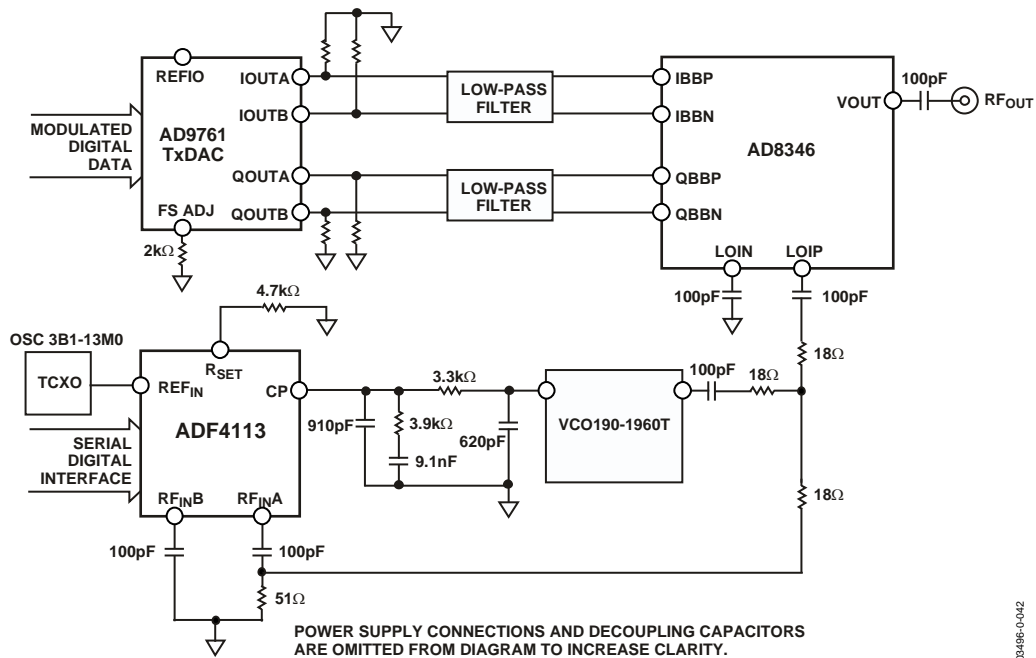 REFIO
IOUTA
IOUTB
QOUTA
QOUTB
FS ADJ
MODULATED
DIGITAL
DATA
AD9761
TxDAC
2kΩ
LOW-PASS
FILTER
LOW-PASS
FILTER
IBBP
IBBN
QBBP
QBBN
AD8346
VOUT
LOIN
LOIP
100pF
RFOUT
100pF
100pF
18Ω
4.7kΩ
OSC 3B1-13M0
TCXO
RSET
REFIN
CP
ADF4113
SERIAL
DIGITAL
INTERFACE
RFINB
RFINA
3.3kΩ
910pF
3.9kΩ
9.1nF
620pF
VCO190-1960T
100pF
18Ω
18Ω
100pF
100pF
51Ω
POWER SUPPLY CONNECTIONS AND DECOUPLING CAPACITORS
ARE OMITTED FROM DIAGRAM TO INCREASE CLARITY.
03496-0-042